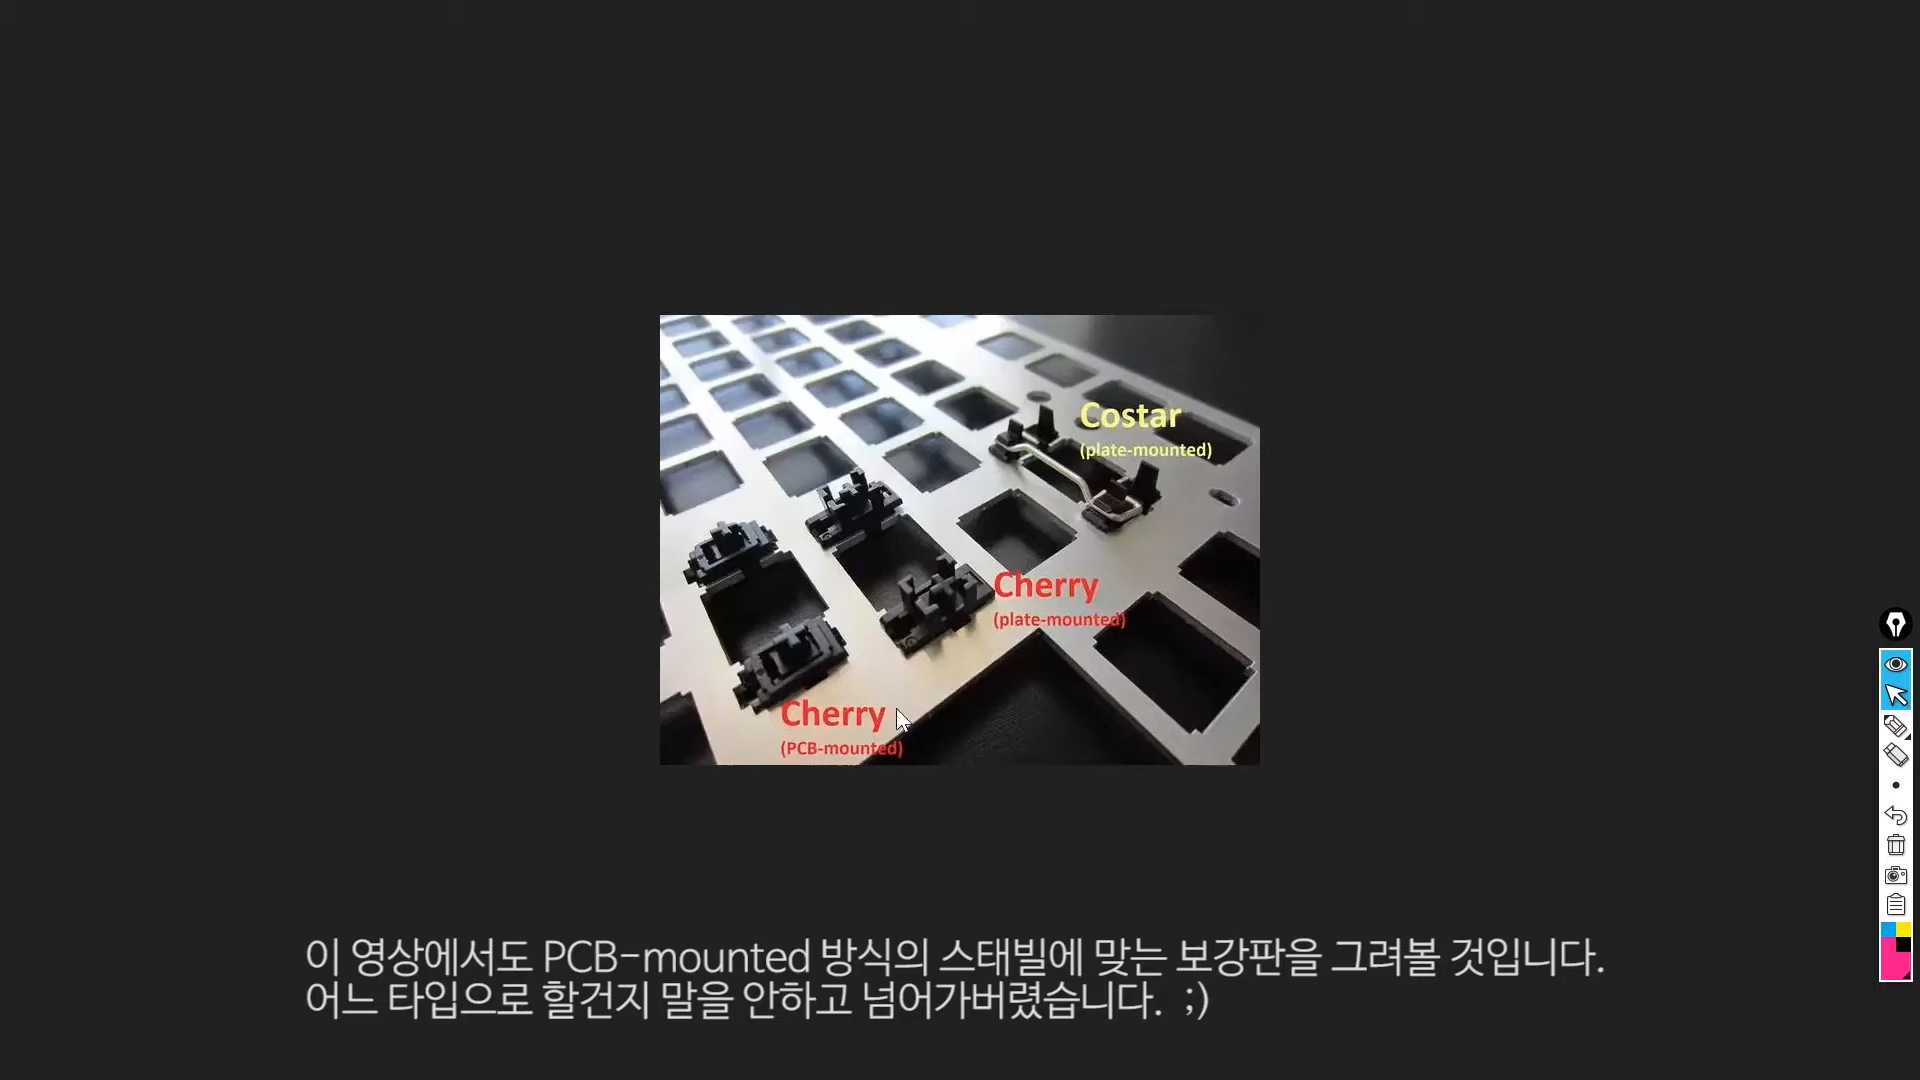 Costar
(plate-mounted)
Cherry
(plate-mounted)
Cherry
(PCB-mounted)
이 영상에서도 PCB-mounted 방식의 스태빌에 맞는 보강판을 그려볼 것입니다.
어느 타입으로 할건지 말을 안하고 넘어가버렸습니다. ;)